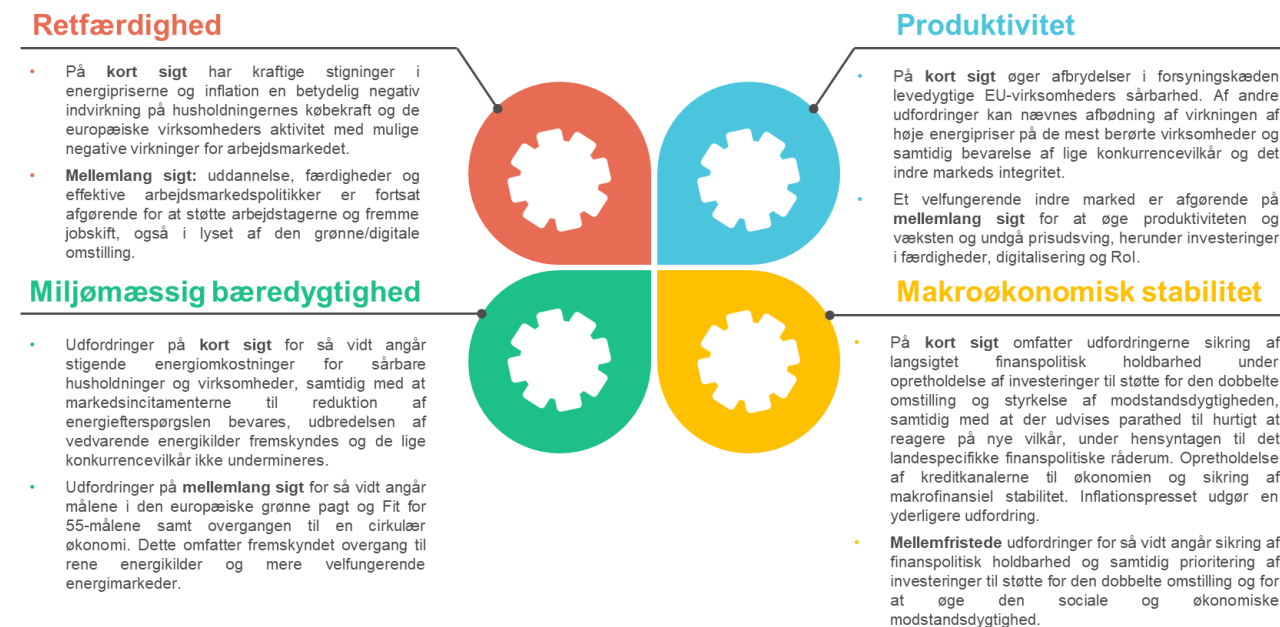 Retfærdighed
• På kort sigt har kraftige stigninger i
energipriserne og inflation en betydelig negativ
indvirkning på husholdningernes købekraft og de
europæiske virksomheders aktivitet med mulige
negative virkninger for arbejdsmarkedet.
• Mellemlang sigt: uddannelse, færdigheder og
effektive arbejdsmarkedspolitikker er fortsat
afgørende for at støtte arbejdstagerne og fremme
jobskift, også i lyset af den grønne/digitale
omstilling.
Produktivitet
• På kort sigt øger afbrydelser i forsyningskæden
levedygtige EU-virksomheders sårbarhed. Af andre
udfordringer kan nævnes afbødning af virkningen af
høje energipriser på de mest berørte virksomheder og
samtidig bevarelse af lige konkurrencevilkår og det
indre markeds integritet.
• Et velfungerende indre marked er afgørende på
mellemlang sigt for at øge produktiviteten og
væksten og undgå prisudsving, herunder investeringer
i færdigheder, digitalisering og RoI.
Miljømæssig bæredygtighed
• Udfordringer på kort sigt for så vidt angår
stigende energiomkostninger for sårbare
husholdninger og virksomheder, samtidig med at
markedsincitamenterne til reduktion af
energiefterspørgslen bevares, udbredelsen af
vedvarende energikilder fremskyndes og de lige
konkurrencevilkår ikke undermineres.
• Udfordringer på mellemlang sigt for så vidt angår
målene i den europæiske grønne pagt og Fit for
55-målene samt overgangen til en cirkulær
økonomi. Dette omfatter fremskyndet overgang til
rene energikilder og mere velfungerende
energimarkeder.
Makroøkonomisk stabilitet
• På kort sigt omfatter udfordringerne sikring af
langsigtet finanspolitisk holdbarhed under
opretholdelse af investeringer til støtte for den dobbelte
omstilling og styrkelse af modstandsdygtigheden,
samtidig med at der udvises parathed til hurtigt at
reagere på nye vilkår, under hensyntagen til det
landespecifikke finanspolitiske råderum. Opretholdelse
af kreditkanalerne til økonomien og sikring af
makrofinansiel stabilitet. Inflationspresset udgør en
yderligere udfordring.
• Mellemfristede udfordringer for så vidt angår sikring af
finanspolitisk holdbarhed og samtidig prioritering af
investeringer til støtte for den dobbelte omstilling og for
at øge den sociale og økonomiske
modstandsdygtighed.